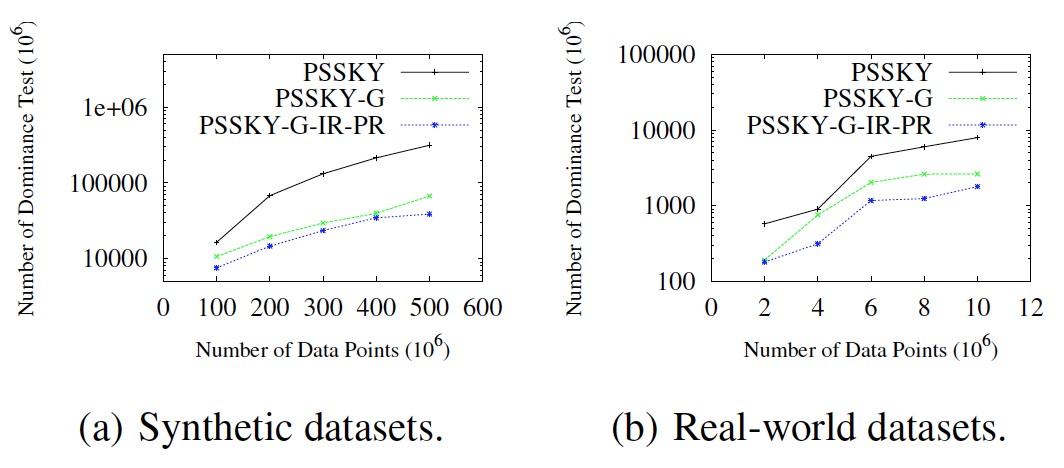 Number of Dominance Test (10^6)
1e+06
100000
10000
PSSKY
PSSKY-G
PSSKY-G-IR-PR
0 100 200 300 400 500 600
Number of Data Points (10^6)
(a) Synthetic datasets.
Number of Dominance Test (10^6)
100000
10000
1000
100
PSSKY
PSSKY-G
PSSKY-G-IR-PR
0 2 4 6 8 10 12
Number of Data Points (10^6)
(b) Real-world datasets.